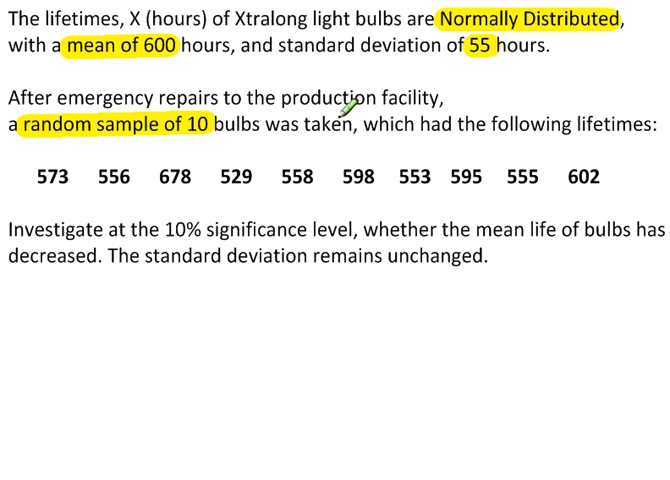 The lifetimes, X (hours) of Xtralong light bulbs are Normally Distributed,
with a mean of 600 hours, and standard deviation of 55 hours.
After emergency repairs to the production facility,
a random sample of 10 bulbs was taken, which had the following lifetimes:
573 556 678 529 558 598 553 595 555 602
Investigate at the 10% significance level, whether the mean life of bulbs has
decreased. The standard deviation remains unchanged.